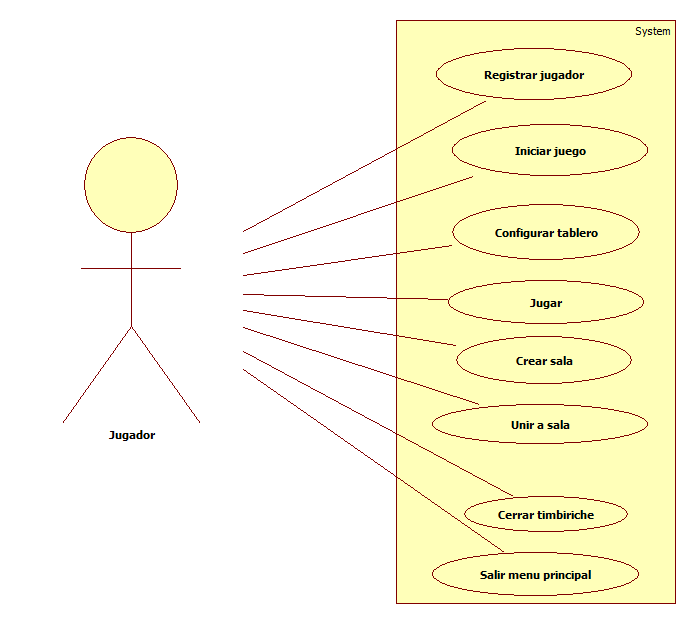 System
Registrar jugador
Iniciar juego
Configurar tablero
Jugar
Crear sala
Unir a sala
Jugador
Cerrar timbiriche
Salir menu principal